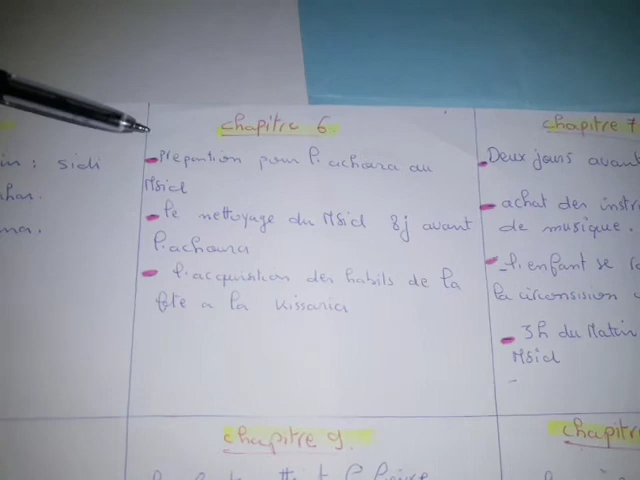 in : sidi
chapitre 6
- prepartion pour l'achoura au
Msid
- le nettoyage du Msid 8j avant
l'achoura
- l'acquisition des habits de la
fête a la Kissaria
chapitre 7
- Deux jours avant
- achat des instr
de musique.
- l'enfant se
la circonsision
- 3h du Matin
Msid
-
chapitre 9.
chapitre